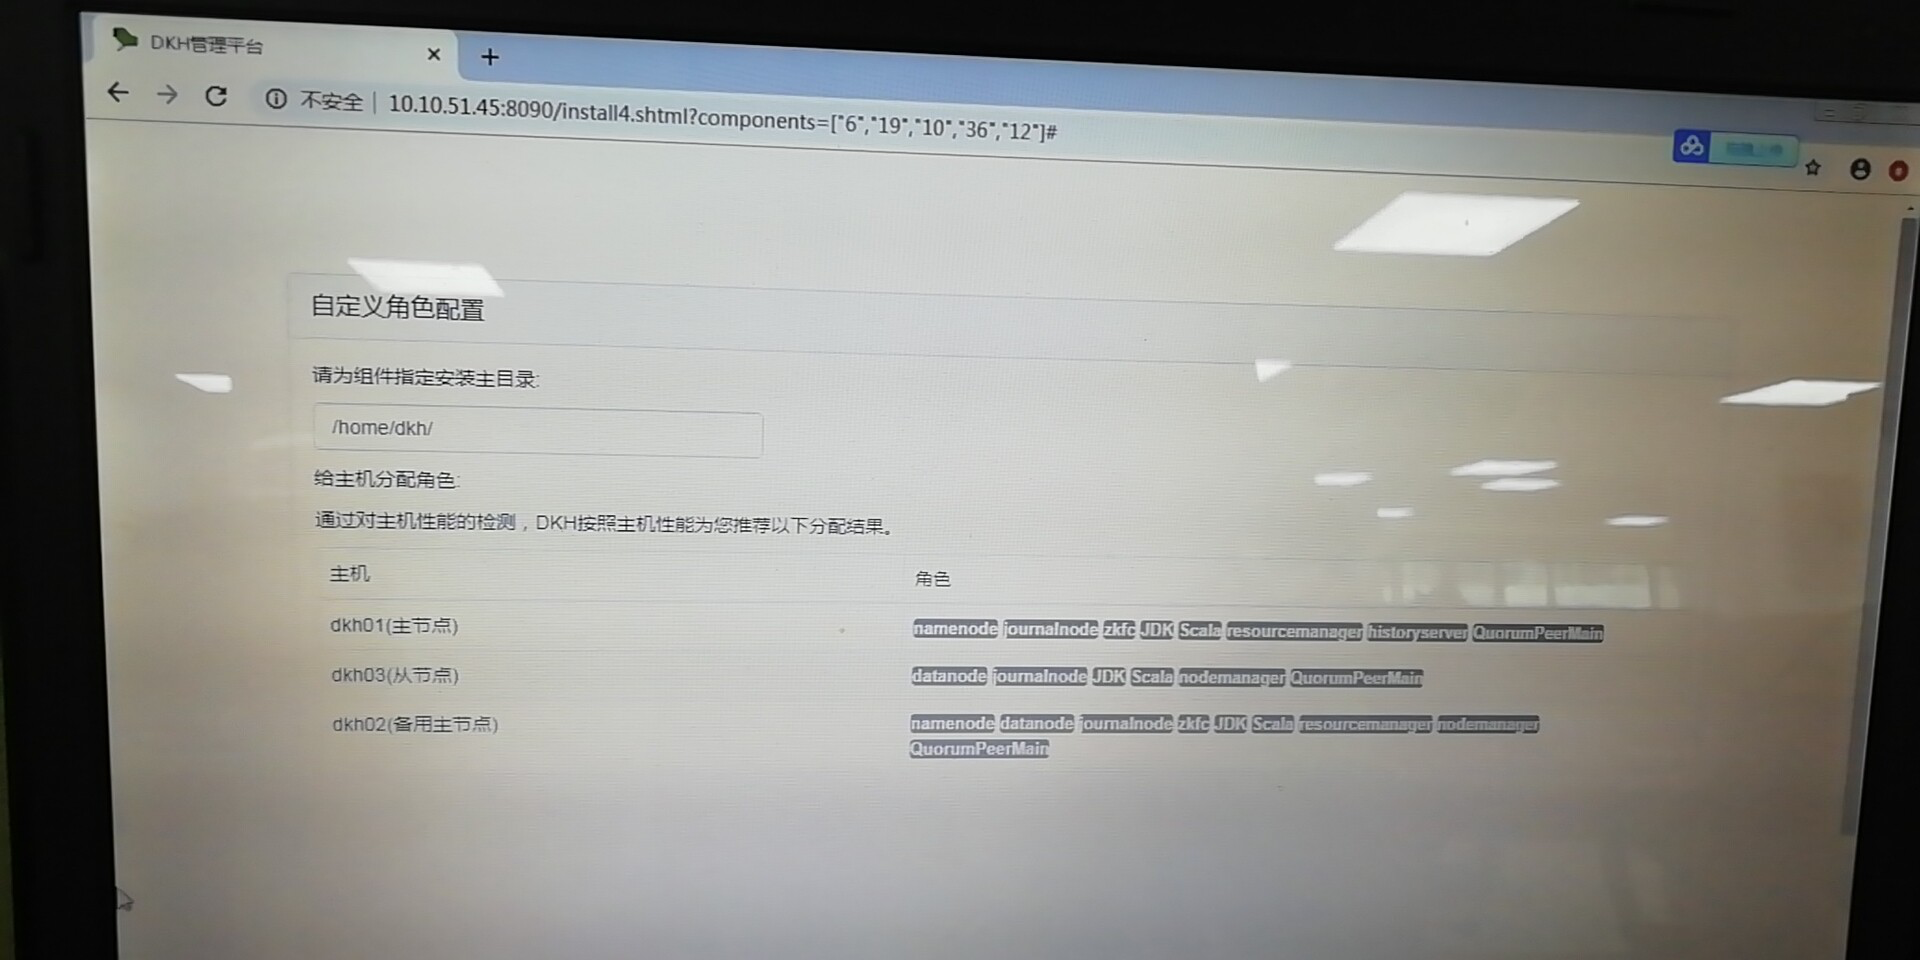 DKH管理平台
不安全 | 10.10.51.45:8090/install4.shtml?components=["6","19","10","36","12"]#
自定义角色配置
请为组件指定安装主目录:
/home/dkh/
给主机分配角色:
通过对主机性能的检测，DKH按照主机性能为您推荐以下分配结果。
主机 角色
dkh01(主节点) namenode journalnode zkfc JDK Scala resourcemanager historyserver QuorumPeerMain
dkh03(从节点) datanode journalnode JDK Scala nodemanager QuorumPeerMain
dkh02(备用主节点) namenode datanode journalnode zkfc JDK Scala resourcemanager nodemanager
QuorumPeerMain